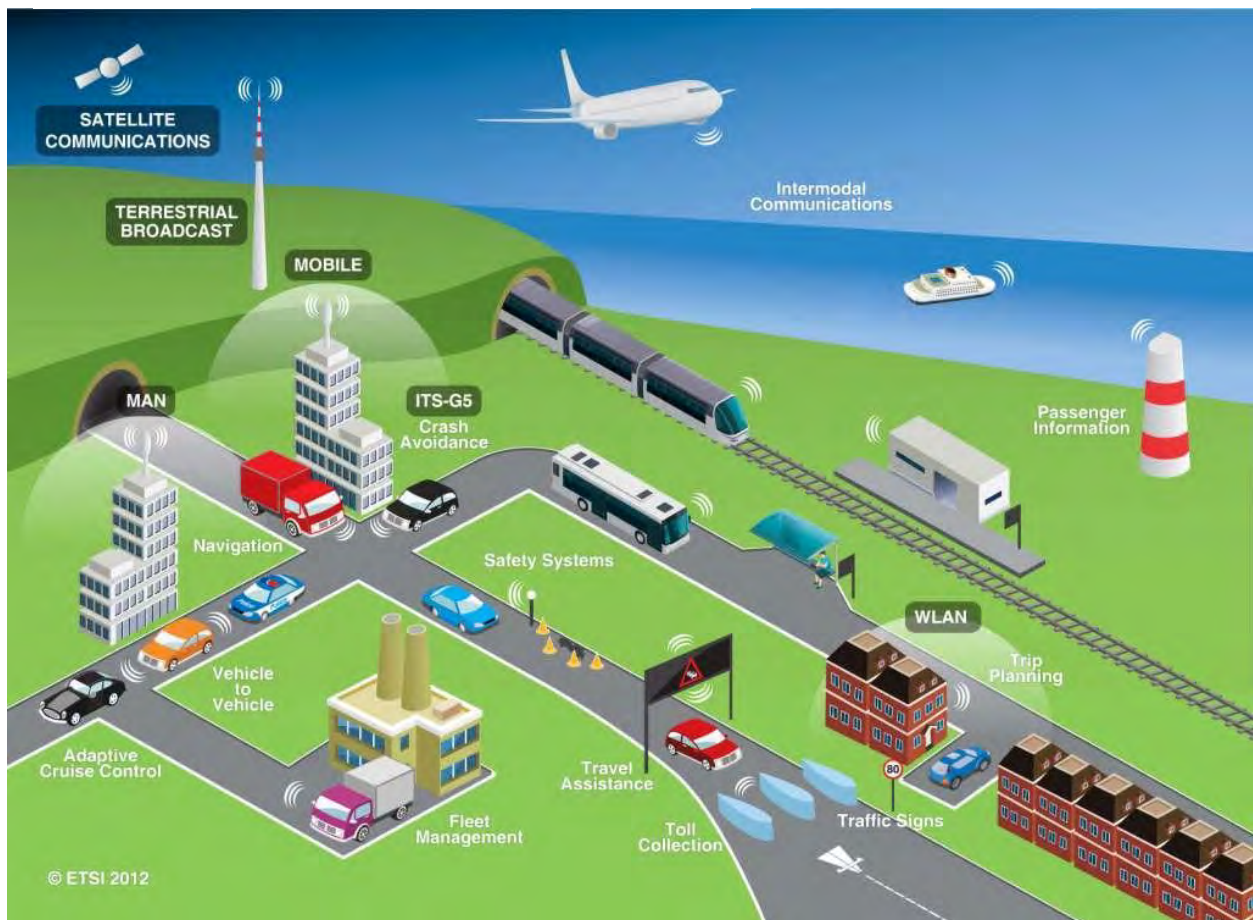 SATELLITE
COMMUNICATIONS
TERRESTRIAL
BROADCAST
Intermodal
Communications
MOBILE
MAN
ITS-G5
Crash
Avoidance
Passenger
Information
Navigation
Safety Systems
WLAN
Trip
Planning
Vehicle
to
Vehicle
Adaptive
Cruise Control
Travel
Assistance
80
Fleet
Management
Toll
Collection
Traffic Signs
© ETSI 2012